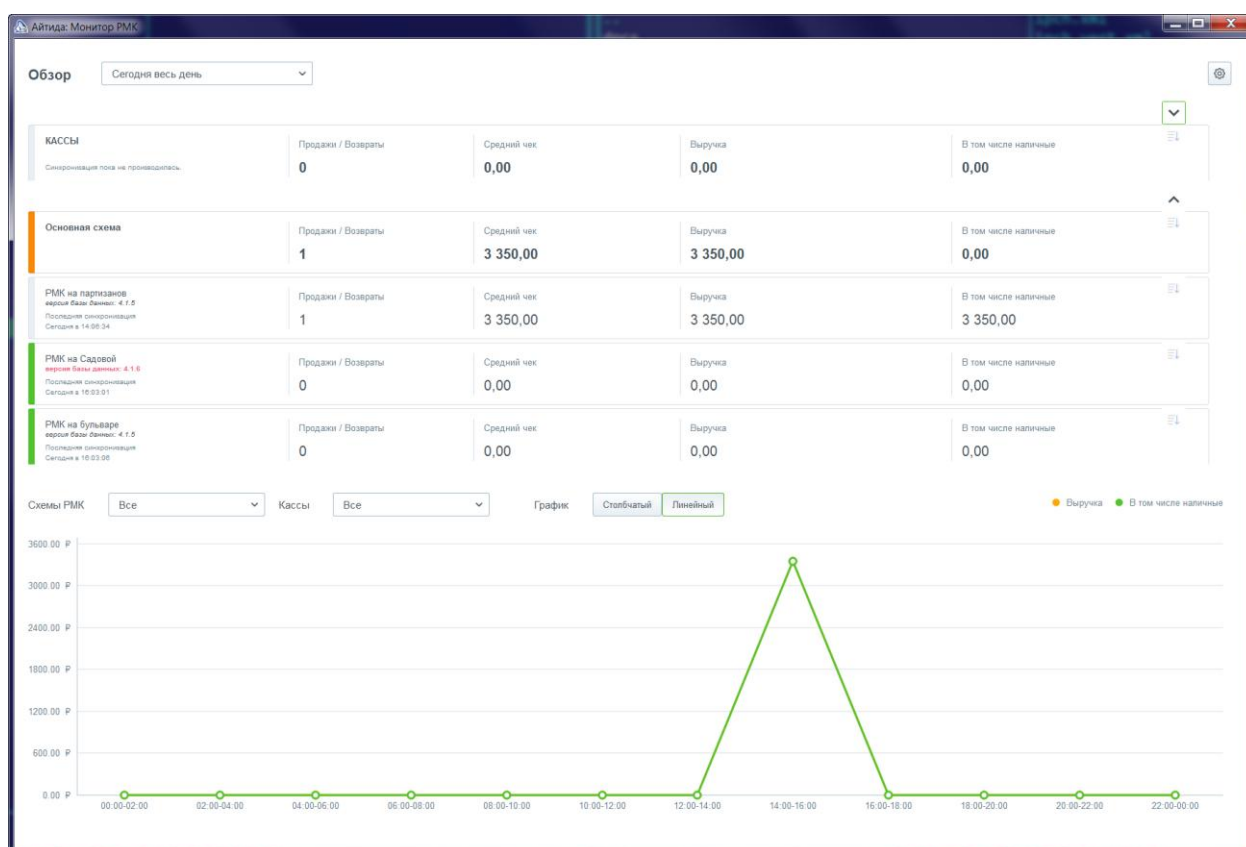 Айтида: Монитор РМК
Обзор Сегодня весь день
КАССЫ Продажи / Возвраты Средний чек Выручка В том числе наличные
Синхронизация пока не производилась. 0 0,00 0,00 0,00
Основная схема Продажи / Возвраты Средний чек Выручка В том числе наличные
1 3 350,00 3 350,00 0,00
РМК на партизанов Продажи / Возвраты Средний чек Выручка В том числе наличные
версия базы данных: 4.1.5
Последняя синхронизация 1 3 350,00 3 350,00 3 350,00
Сегодня в 14:06:34
РМК на Садовой Продажи / Возвраты Средний чек Выручка В том числе наличные
версия базы данных: 4.1.6
Последняя синхронизация 0 0,00 0,00 0,00
Сегодня в 16:03:01
РМК на бульваре Продажи / Возвраты Средний чек Выручка В том числе наличные
версия базы данных: 4.1.5
Последняя синхронизация 0 0,00 0,00 0,00
Сегодня в 16:03:06
Схемы РМК Все Кассы Все График Столбчатый Линейный Выручка В том числе наличные
3600.00 ₽
3000.00 ₽
2400.00 ₽
1800.00 ₽
1200.00 ₽
600.00 ₽
0.00 ₽
00:00-02:00 02:00-04:00 04:00-06:00 06:00-08:00 08:00-10:00 10:00-12:00 12:00-14:00 14:00-16:00 16:00-18:00 18:00-20:00 20:00-22:00 22:00-00:00